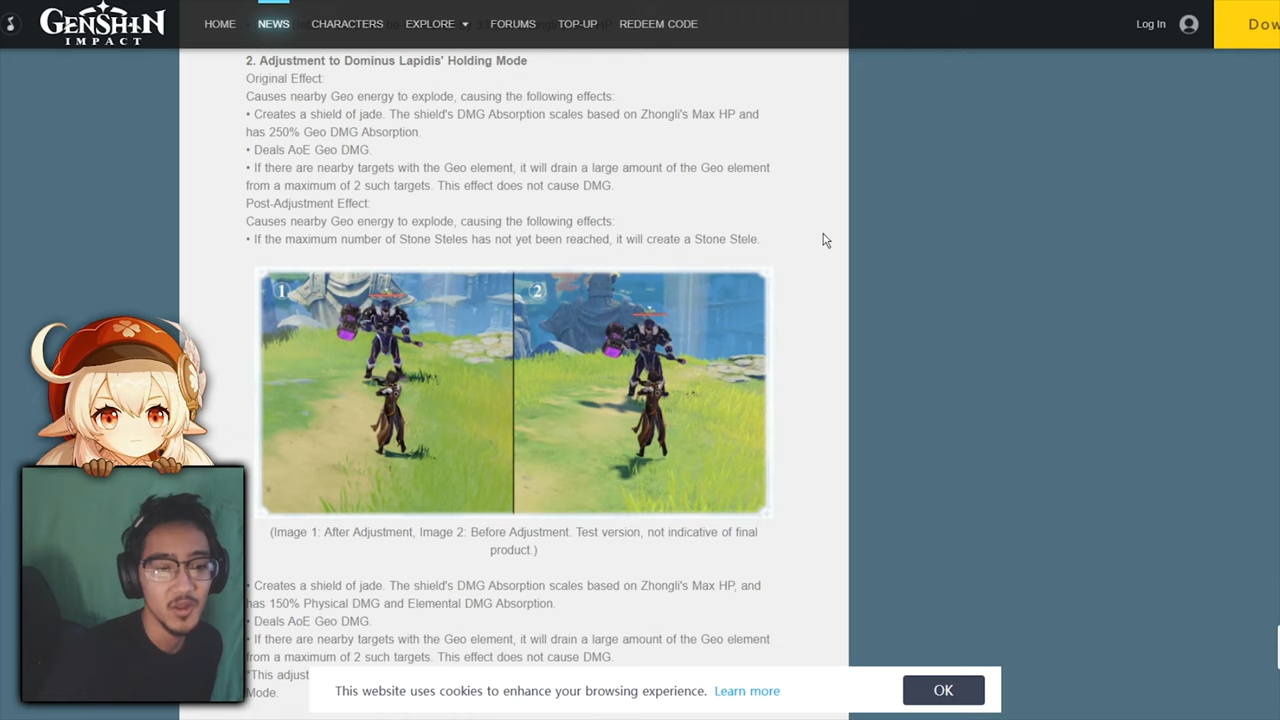 GENSHIN
IMPACT
HOME
NEWS
CHARACTERS
EXPLORE
FORUMS
TOP-UP
REDEEM CODE
Log In
Dow
2. Adjustment to Dominus Lapidis' Holding Mode
Original Effect:
Causes nearby Geo energy to explode, causing the following effects:
• Creates a shield of jade. The shield's DMG Absorption scales based on Zhongli's Max HP and
has 250% Geo DMG Absorption.
• Deals AoE Geo DMG.
• If there are nearby targets with the Geo element, it will drain a large amount of the Geo element
from a maximum of 2 such targets. This effect does not cause DMG.
Post-Adjustment Effect:
Causes nearby Geo energy to explode, causing the following effects:
• If the maximum number of Stone Steles has not yet been reached, it will create a Stone Stele.
1
2
(Image 1: After Adjustment, Image 2: Before Adjustment. Test version, not indicative of final
product.)
• Creates a shield of jade. The shield's DMG Absorption scales based on Zhongli's Max HP, and
has 150% Physical DMG and Elemental DMG Absorption.
• Deals AoE Geo DMG.
• If there are nearby targets with the Geo element, it will drain a large amount of the Geo element
from a maximum of 2 such targets. This effect does not cause DMG.
*This adjust
Mode.
This website uses cookies to enhance your browsing experience. Learn more
OK